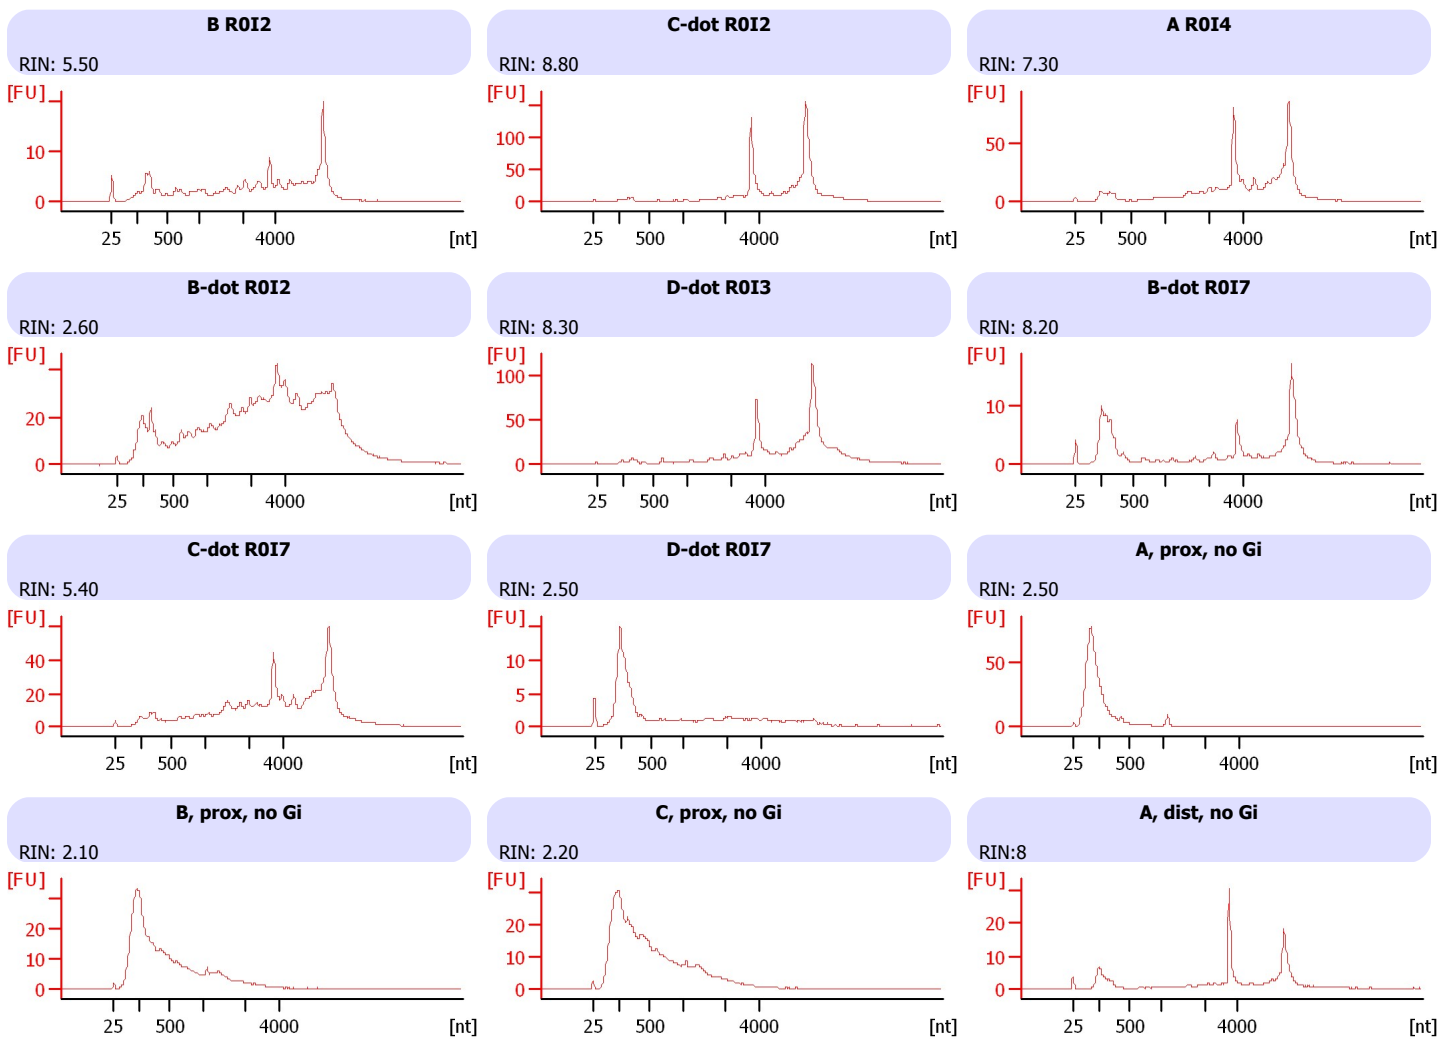 B R0I2
RIN: 5.50
[FU]
10
0
25 500 4000 [nt]
C-dot R0I2
RIN: 8.80
[FU]
100
50
0
25 500 4000 [nt]
A R0I4
RIN: 7.30
[FU]
50
0
25 500 4000 [nt]
B-dot R0I2
RIN: 2.60
[FU]
20
0
25 500 4000 [nt]
D-dot R0I3
RIN: 8.30
[FU]
100
50
0
25 500 4000 [nt]
B-dot R0I7
RIN: 8.20
[FU]
10
0
25 500 4000 [nt]
C-dot R0I7
RIN: 5.40
[FU]
40
20
0
25 500 4000 [nt]
D-dot R0I7
RIN: 2.50
[FU]
10
5
0
25 500 4000 [nt]
A, prox, no Gi
RIN: 2.50
[FU]
50
0
25 500 4000 [nt]
B, prox, no Gi
RIN: 2.10
[FU]
20
10
0
25 500 4000 [nt]
C, prox, no Gi
RIN: 2.20
[FU]
20
10
0
25 500 4000 [nt]
A, dist, no Gi
RIN:8
[FU]
20
10
0
25 500 4000 [nt]